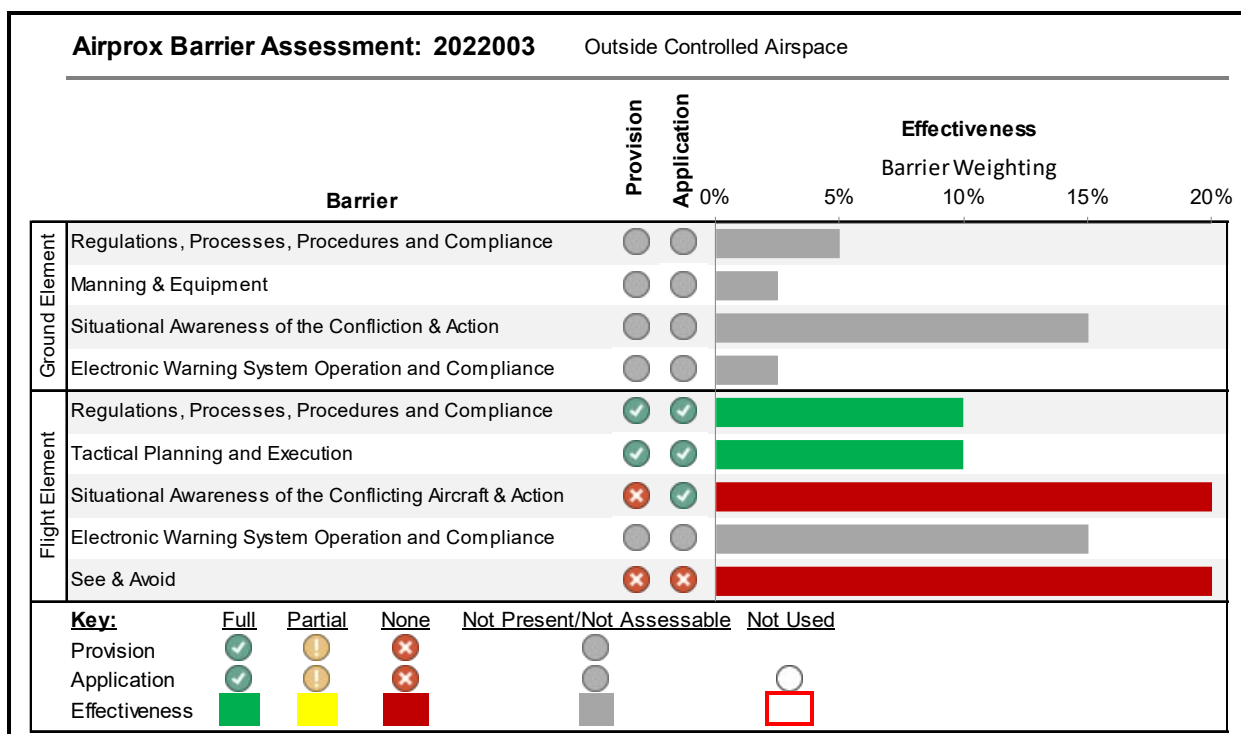 Airprox Barrier Assessment: 2022003 Outside Controlled Airspace
Provision
Application
Effectiveness
Barrier Weighting
Barrier
0% 5% 10% 15% 20%
Ground Element
Regulations, Processes, Procedures and Compliance
Manning & Equipment
Situational Awareness of the Confliction & Action
Electronic Warning System Operation and Compliance
Flight Element
Regulations, Processes, Procedures and Compliance
Tactical Planning and Execution
Situational Awareness of the Conflicting Aircraft & Action
Electronic Warning System Operation and Compliance
See & Avoid
Key: Full Partial None Not Present/Not Assessable Not Used
Provision
Application
Effectiveness